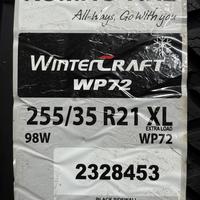 All-Ways, Go With You
WINTERCRAFT
WP72
255/35 R21 XL
EXTRA LOAD
98W
WP72
2328453
BLACK SIDEWALL